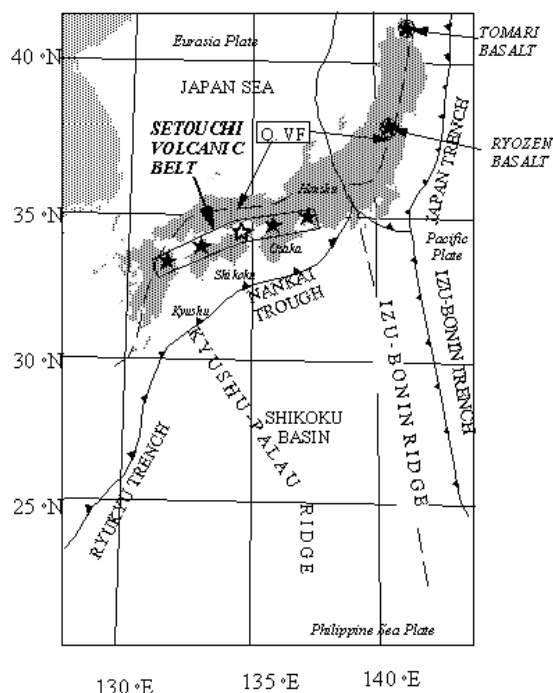 TOMARI
BASALT
Eurasia Plate
40 °N
JAPAN SEA
SETOUCHI
VOLCANIC
BELT
Q. VF
RYOZEN
BASALT
JAPAN TRENCH
Honshu
35 °N
Pacific
Plate
Osaka
Shikoku
NANKAI
TROUGH
Kyushu
30 °N
KYUSHU-PALAU
RIDGE
IZU-BONIN RIDGE
IZU-BONIN TRENCH
SHIKOKU
BASIN
25 °N
RYUKYU TRENCH
Philippine Sea Plate
130 °E
135 °E
140 °E